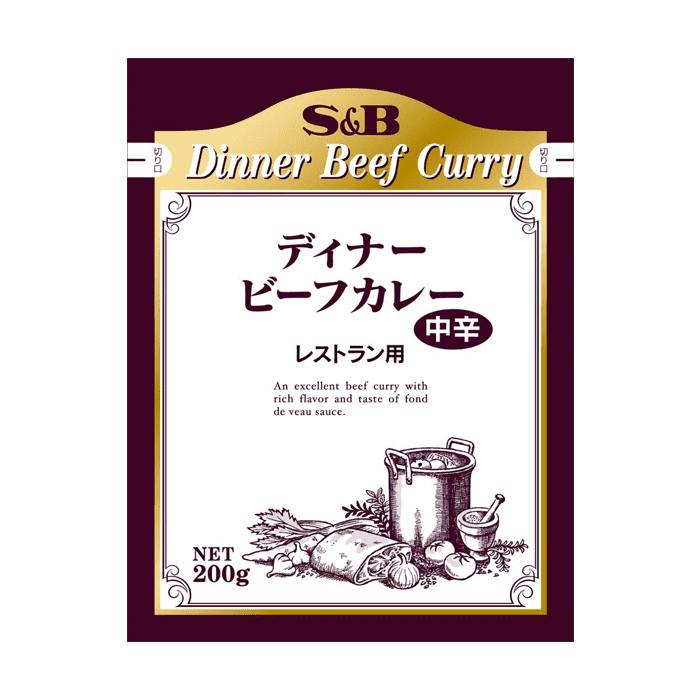 S&B
Dinner Beef Curry
切り口
切り口
ディナー
ビーフカレー
中辛
レストラン用
An excellent beef curry with
rich flavor and taste of fond
de veau sauce.
NET
200g